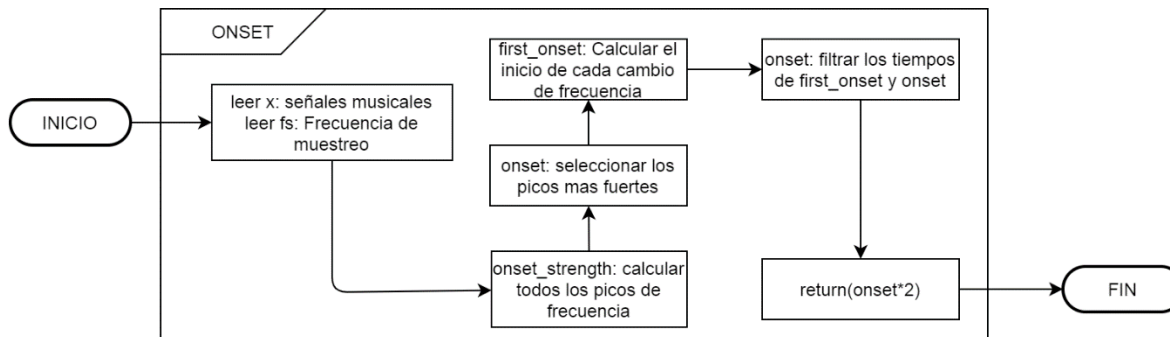 ONSET
INICIO
leer x: señales musicales
leer fs: Frecuencia de
muestreo
onset_strength: calcular
todos los picos de
frecuencia
onset: seleccionar los
picos mas fuertes
first_onset: Calcular el
inicio de cada cambio
de frecuencia
onset: filtrar los tiempos
de first_onset y onset
return(onset*2)
FIN